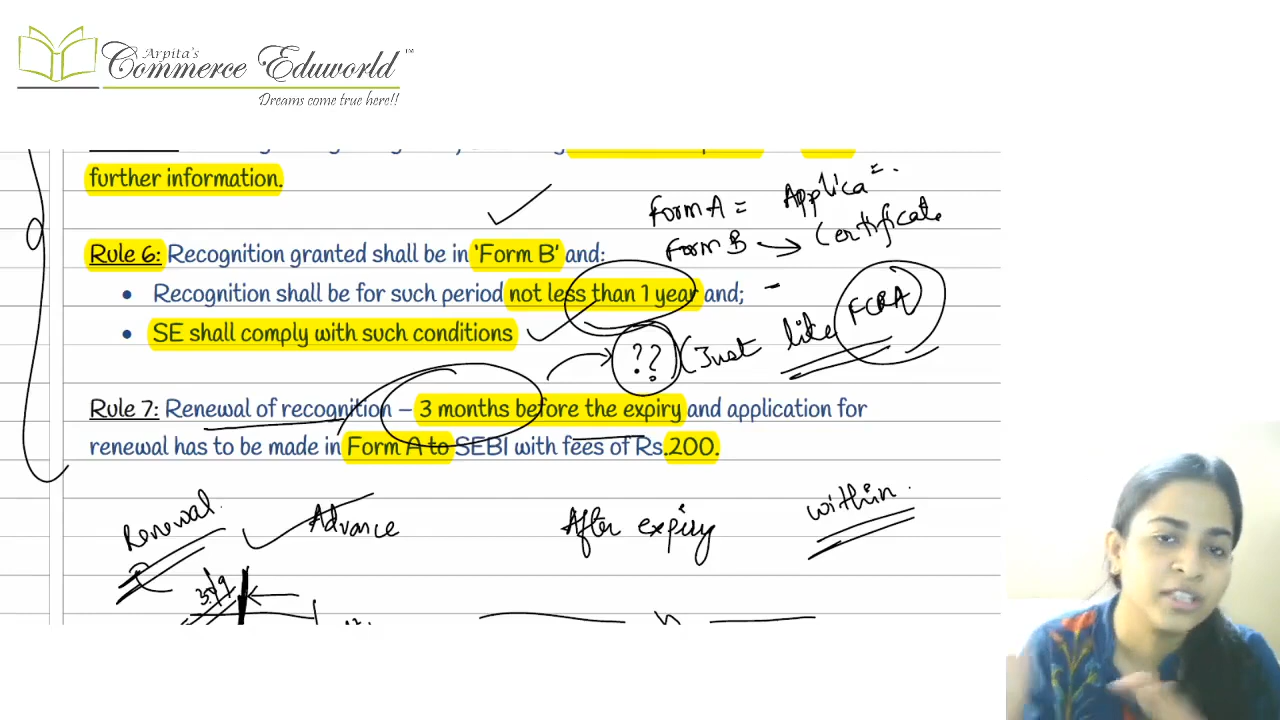 Arpita's
Commerce Eduworld™
Dreams come true here!!
further information.
Form A = Applica
Form B → Certificate
Rule 6: Recognition granted shall be in 'Form B' and:
• Recognition shall be for such period not less than 1 year and;
FCRA
• SE shall comply with such conditions
?? (Just like
Rule 7: Renewal of recognition – 3 months before the expiry and application for
renewal has to be made in Form A to SEBI with fees of Rs.200.
Renewal. Advance After expiry within.